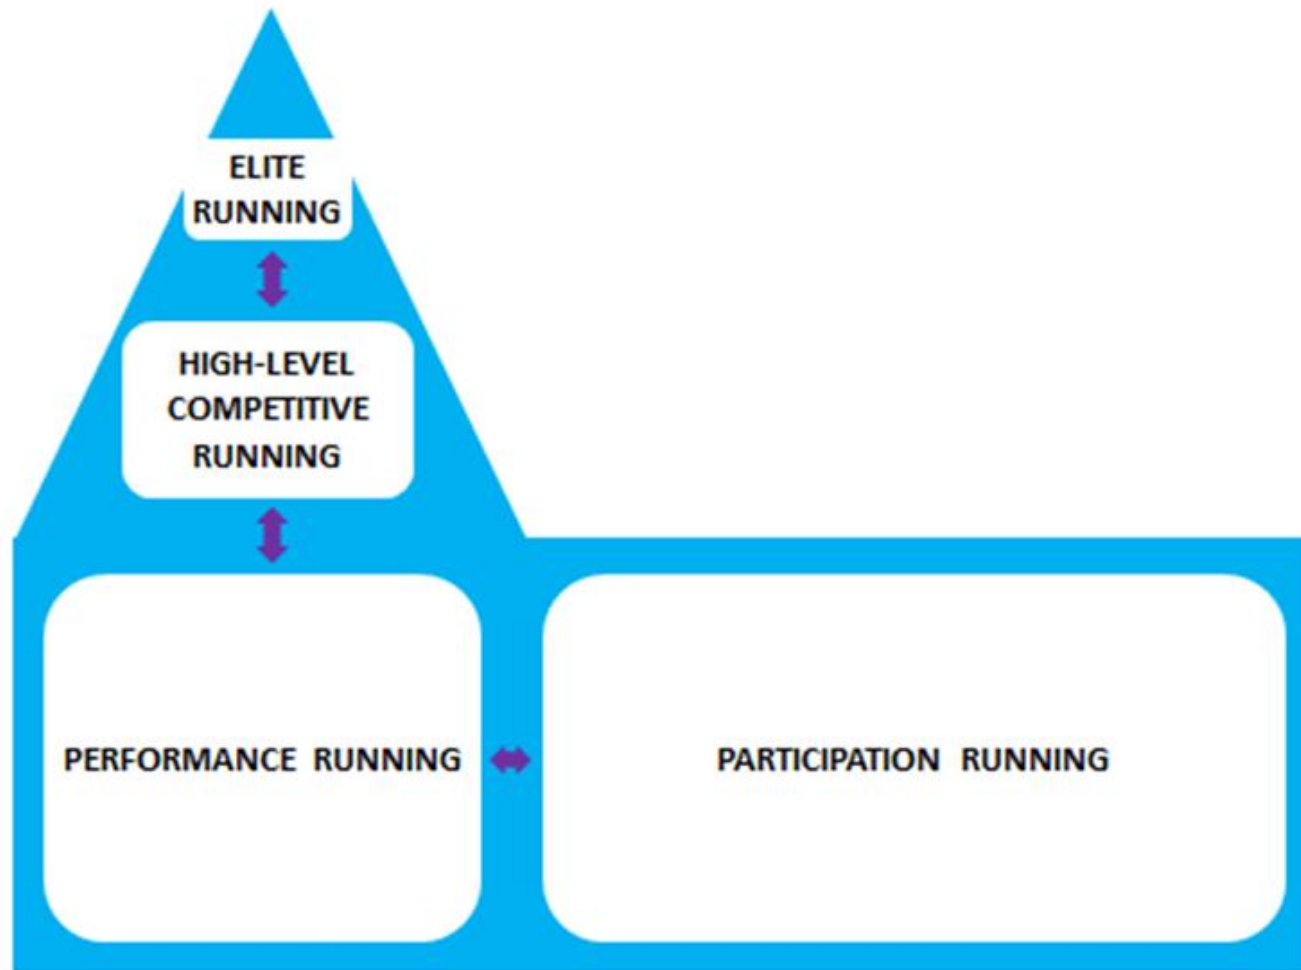 ELITE
RUNNING
HIGH-LEVEL
COMPETITIVE
RUNNING
PERFORMANCE RUNNING
PARTICIPATION RUNNING